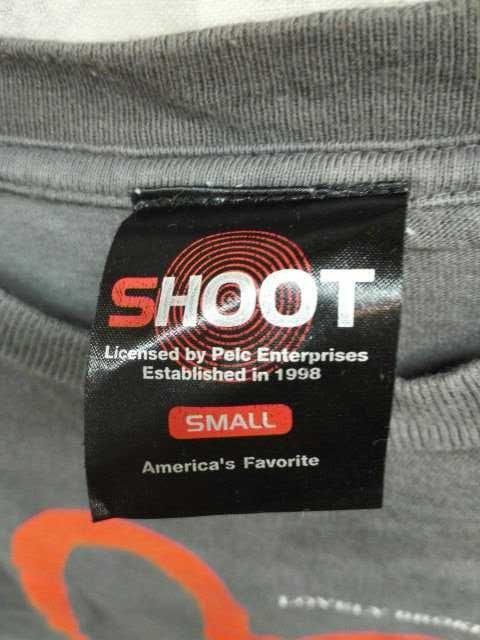 SHOOT
Licensed by Pelc Enterprises
Established in 1998
SMALL
America's Favorite